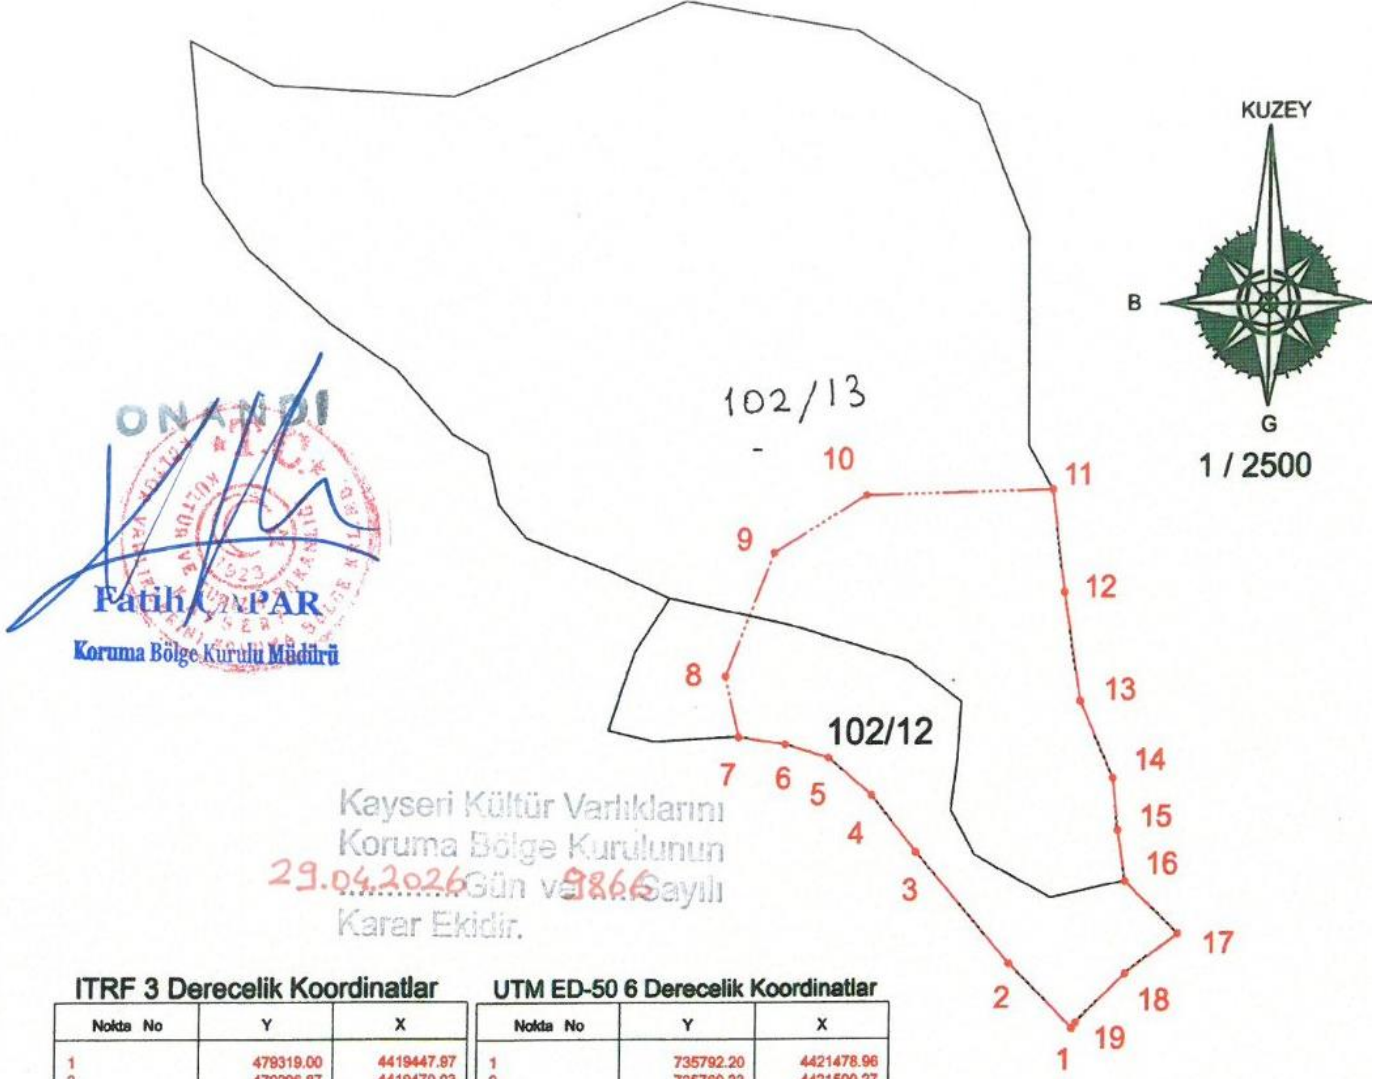 KUZEY
B
G
1 / 2500
102/13
-
10
11
9
12
8
13
102/12
14
7
6
5
15
4
16
3
17
2
18
19
1
ONANDI
T.C.
1923
Fatih ÇAPAR
Koruma Bölge Kurulu Müdürü
Kayseri Kültür Varlıklarını
Koruma Bölge Kurulunun
29.04.2026 Gün ve 9866 Sayılı
Karar Ekidir.
ITRF 3 Derecelik Koordinatlar
Nokta No Y X
1 479319.00 4419447.97
UTM ED-50 6 Derecelik Koordinatlar
Nokta No Y X
1 735792.20 4421478.96